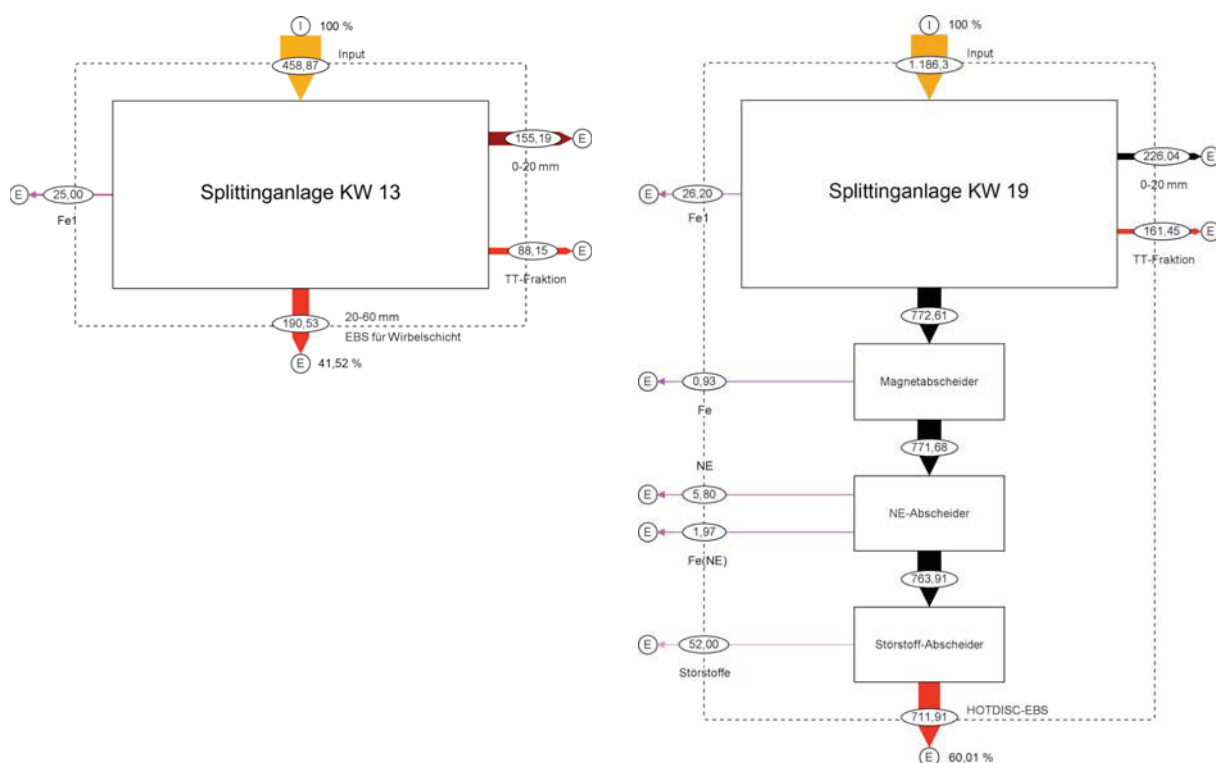 I 100 %
Input
458,87
155,19 E
0-20 mm
Splittinganlage KW 13
E 25,00
Fe1
88,15 E
TT-Fraktion
190,53
20-60 mm
EBS für Wirbelschicht
E 41,52 %
I 100 %
Input
1.186,3
226,04 E
0-20 mm
Splittinganlage KW 19
E 26,20
Fe1
161,45 E
TT-Fraktion
772,61
E 0,93
Fe
Magnetabscheider
771,68
NE
E 5,80
NE-Abscheider
E 1,97
Fe(NE)
763,91
E 52,00
Störstoffe
Störstoff-Abscheider
711,91
HOTDISC-EBS
E 60,01 %